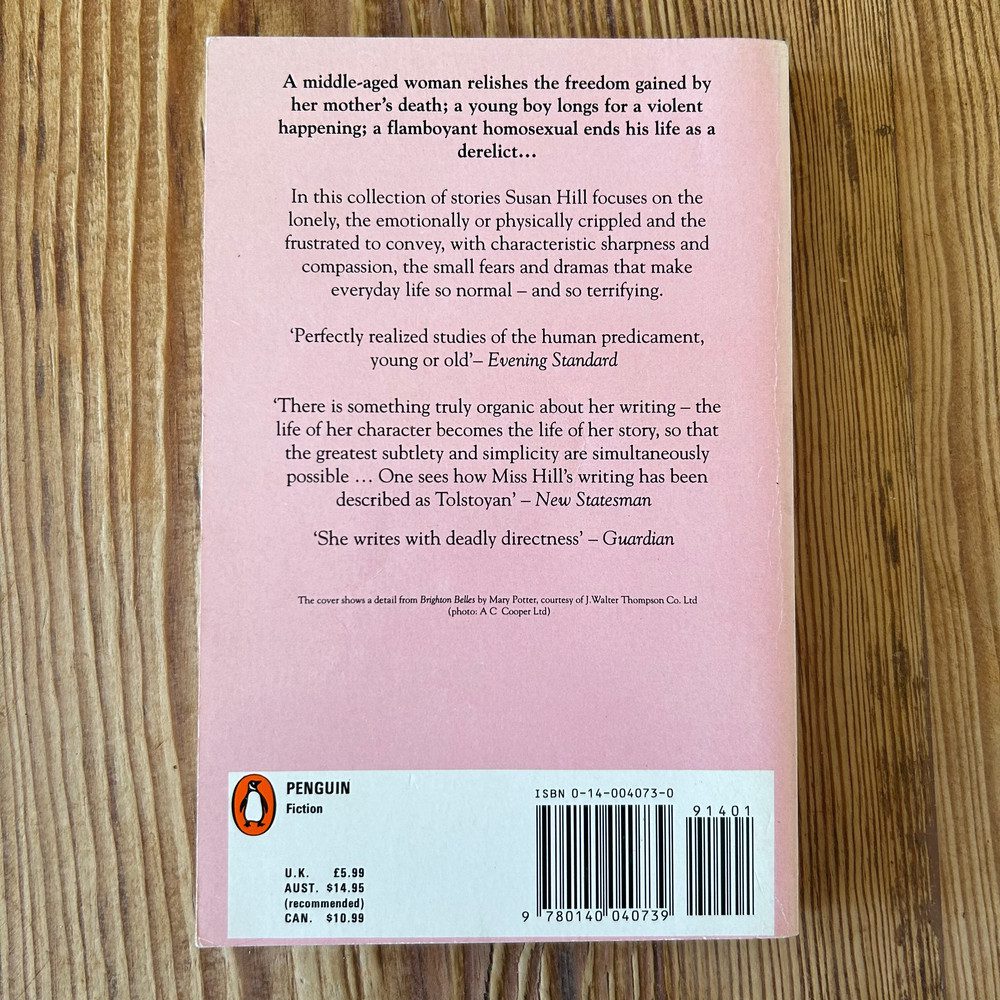 A middle-aged woman relishes the freedom gained by
her mother's death; a young boy longs for a violent
happening; a flamboyant homosexual ends his life as a
derelict…
In this collection of stories Susan Hill focuses on the
lonely, the emotionally or physically crippled and the
frustrated to convey, with characteristic sharpness and
compassion, the small fears and dramas that make
everyday life so normal – and so terrifying.
‘Perfectly realized studies of the human predicament,
young or old’– Evening Standard
‘There is something truly organic about her writing – the
life of her character becomes the life of her story, so that
the greatest subtlety and simplicity are simultaneously
possible … One sees how Miss Hill's writing has been
described as Tolstoyan’ – New Statesman
‘She writes with deadly directness’ – Guardian
The cover shows a detail from Brighton Belles by Mary Potter, courtesy of J.Walter Thompson Co. Ltd
(photo: A C Cooper Ltd)
PENGUIN
Fiction
U.K. £5.99
AUST. $14.95
(recommended)
CAN. $10.99
ISBN 0-14-004073-0
91401
9 780140 040739